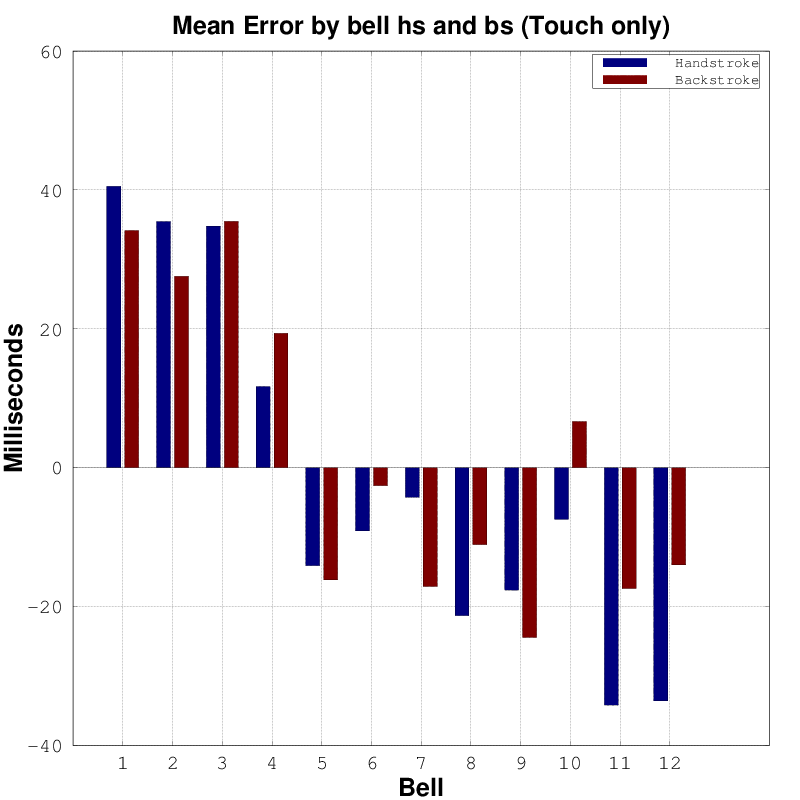 Mean Error by bell hs and bs (Touch only)
60
Handstroke
Backstroke
40
20
0
-20
-40
Milliseconds
1 2 3 4 5 6 7 8 9 10 11 12
Bell